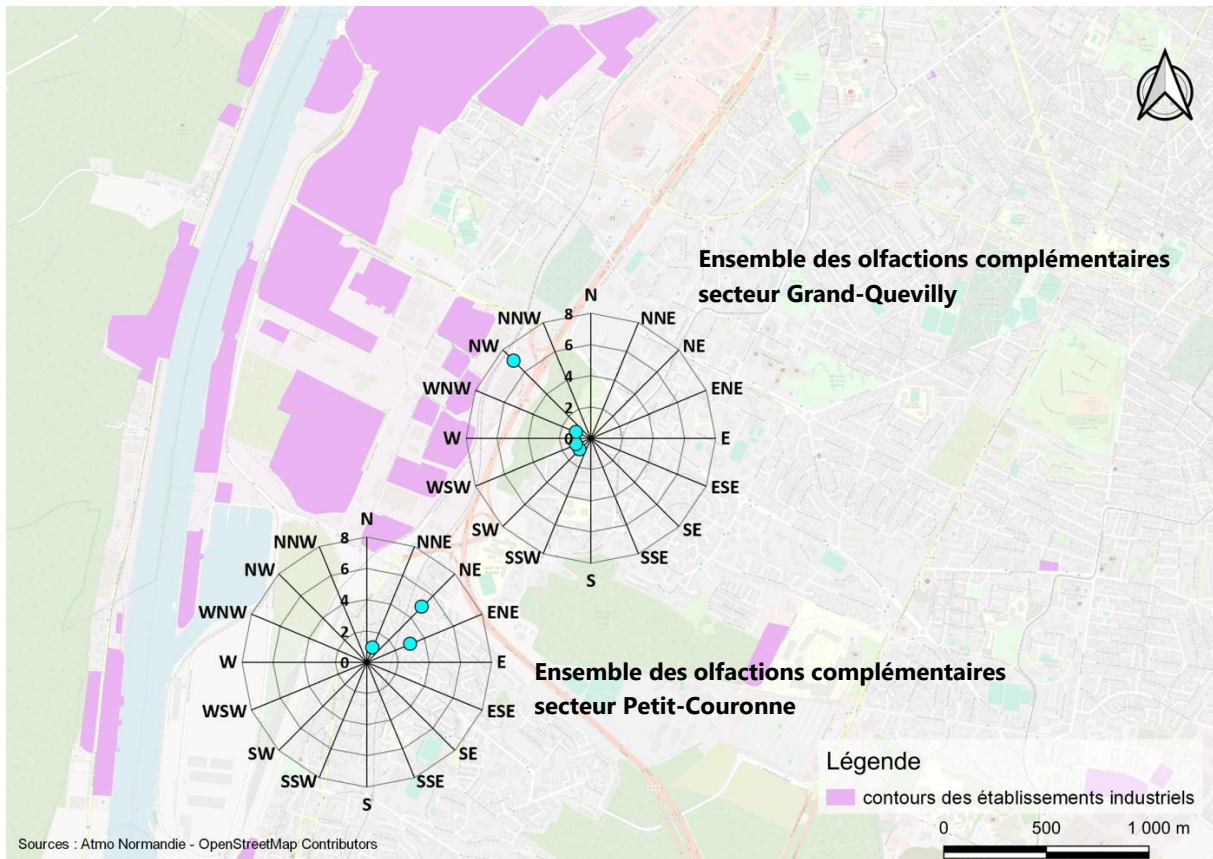 Ensemble des olfactions complémentaires
secteur Grand-Quevilly
N
NNE
NE
ENE
E
ESE
SE
SSE
S
SSW
SW
WSW
W
WNW
NW
NNW
8
6
4
2
0
N
NNE
NE
ENE
E
ESE
SE
SSE
S
SSW
SW
WSW
W
WNW
NW
NNW
8
6
4
2
0
Ensemble des olfactions complémentaires
secteur Petit-Couronne
Légende
contours des établissements industriels
0 500 1 000 m
Sources : Atmo Normandie - OpenStreetMap Contributors